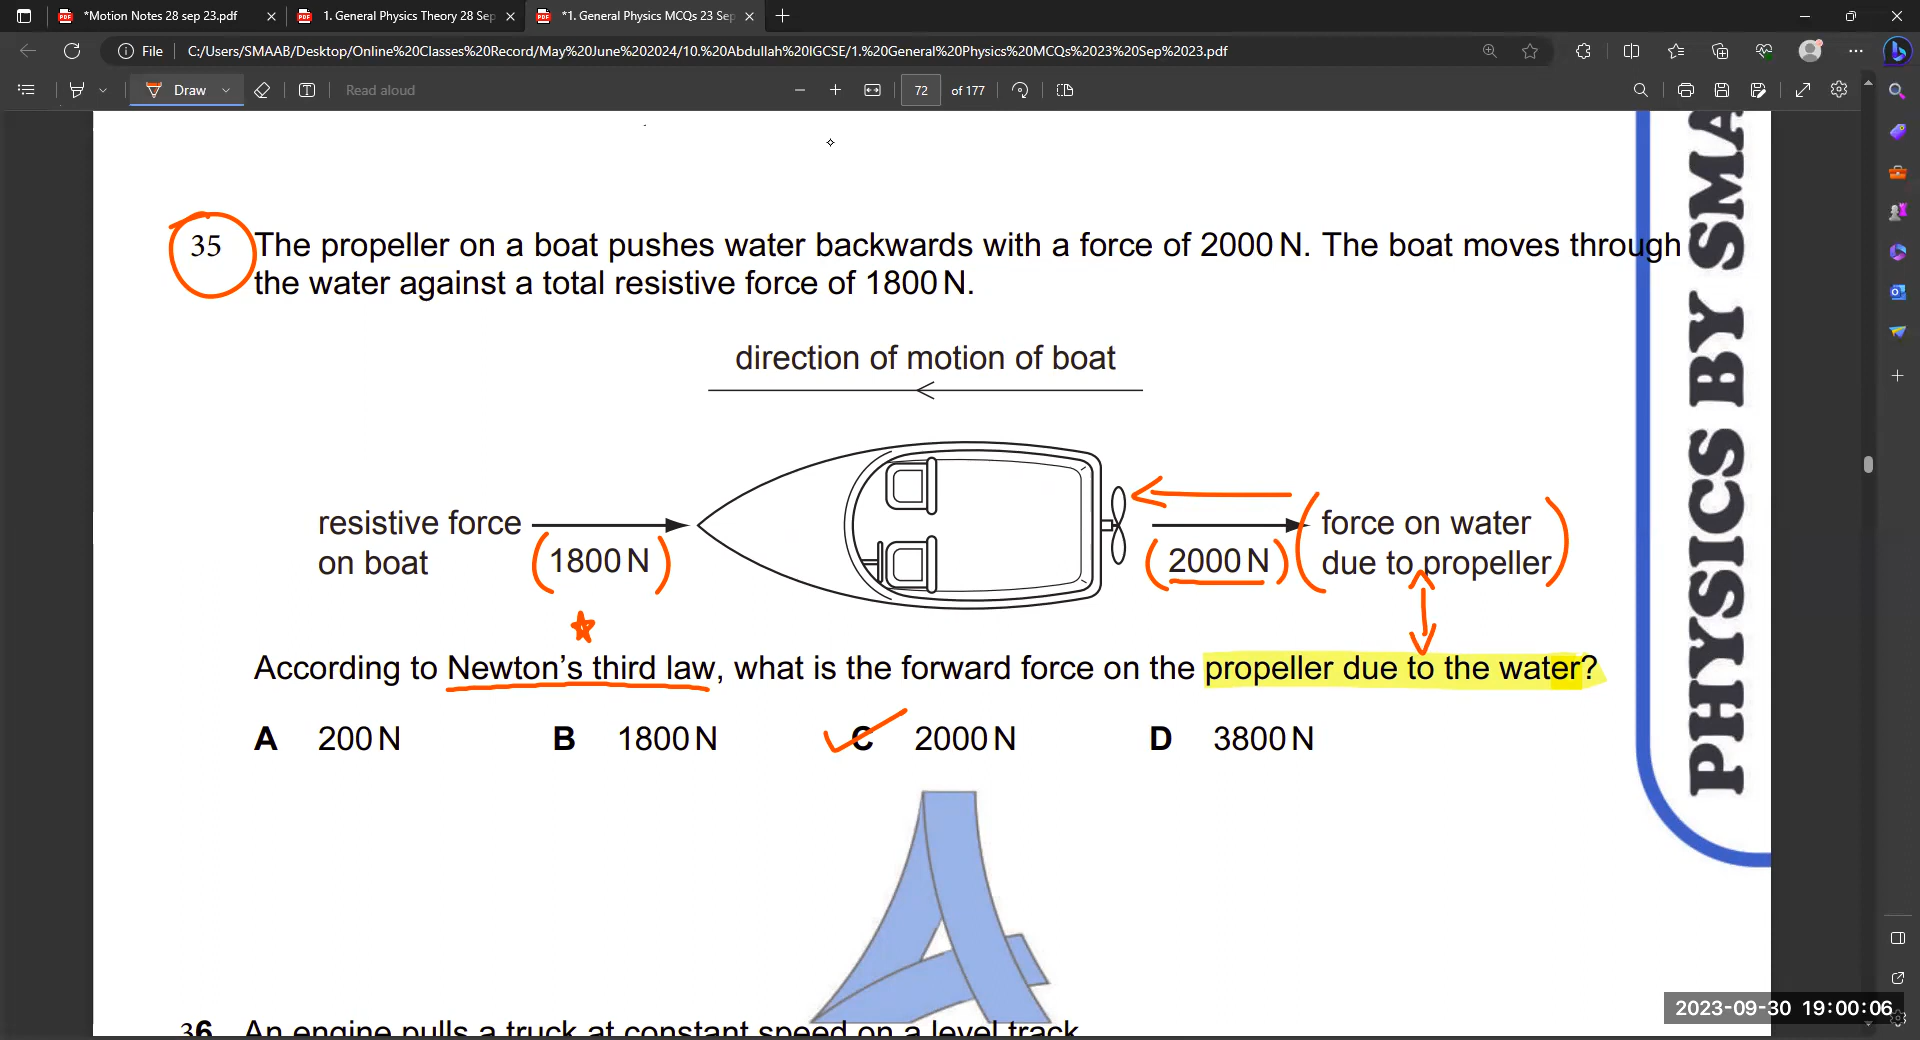 *Motion Notes 28 sep 23.pdf
1. General Physics Theory 28 Sep
*1. General Physics MCQs 23 Sep
File
C:/Users/SMAAB/Desktop/Online%20Classes%20Record/May%20June%202024/10.%20Abdullah%20IGCSE/1.%20General%20Physics%20MCQs%2023%20Sep%2023.pdf
Draw
Read aloud
72 of 177
35 The propeller on a boat pushes water backwards with a force of 2000 N. The boat moves through
the water against a total resistive force of 1800 N.
direction of motion of boat
resistive force
on boat
1800 N
2000 N
force on water
due to propeller
According to Newton’s third law, what is the forward force on the propeller due to the water?
A 200 N B 1800 N C 2000 N D 3800 N
36 An engine pulls a truck at constant speed on a level track.
PHYSICS BY SMA
2023-09-30 19:00:06